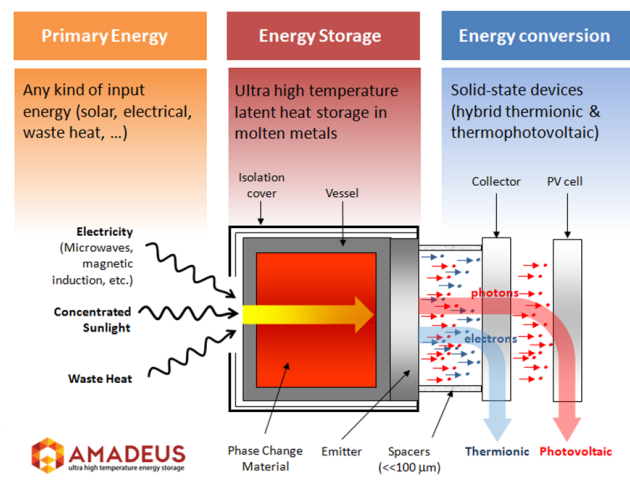 Primary Energy
Energy Storage
Energy conversion
Any kind of input
energy (solar, electrical,
waste heat, ...)
Ultra high temperature
latent heat storage in
molten metals
Solid-state devices
(hybrid thermionic &
thermophotovoltaic)
Isolation
cover
Vessel
Collector
PV cell
Electricity
(Microwaves,
magnetic
induction, etc.)
Concentrated
Sunlight
Waste Heat
photons
electrons
Phase Change
Material
Emitter
Spacers
(<<100 μm)
Thermionic
Photovoltaic
AMADEUS
ultra high temperature energy storage